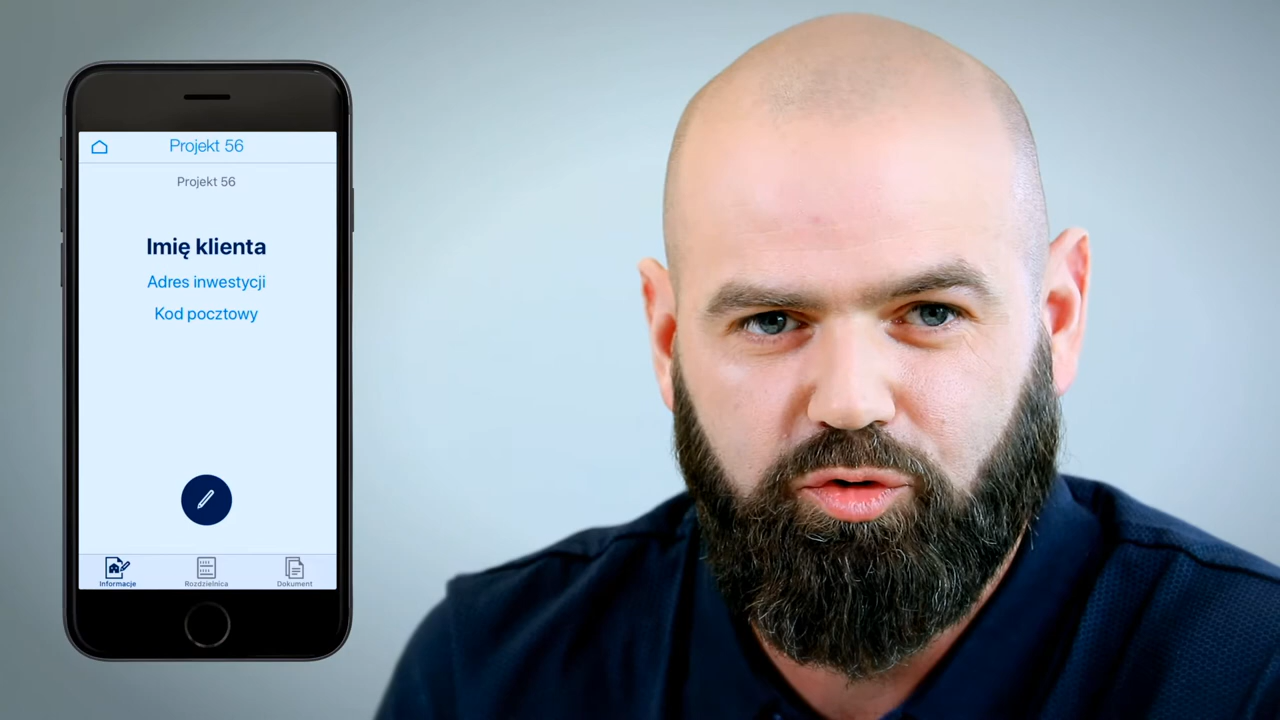 Projekt 56
Projekt 56
Imię klienta
Adres inwestycji
Kod pocztowy
Informacje
Rozdzielnica
Dokument